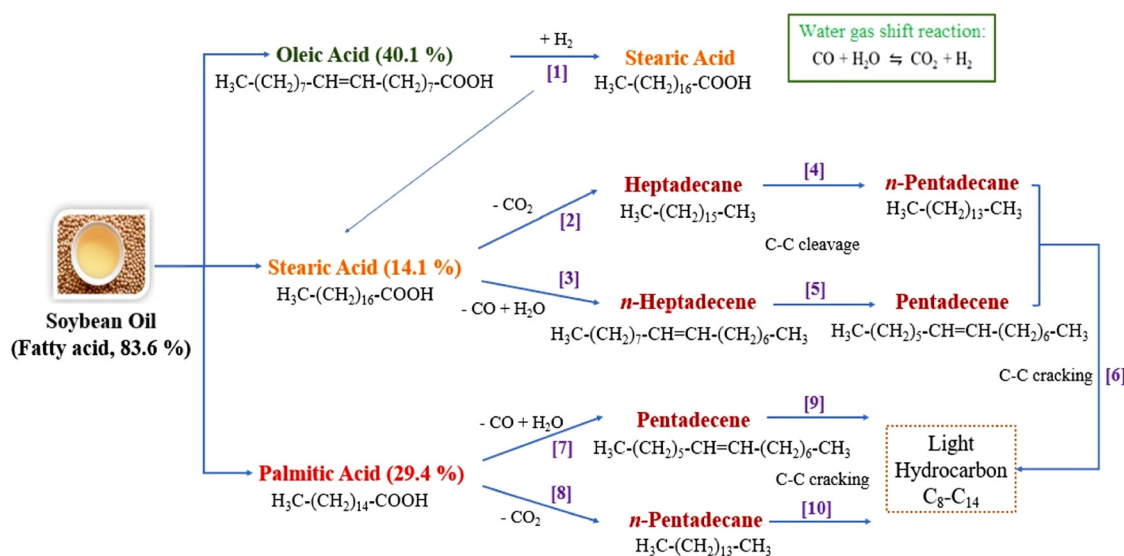 Oleic Acid (40.1 %)
H₃C-(CH₂)₇-CH=CH-(CH₂)₇-COOH
+ H₂
[1]
Stearic Acid
H₃C-(CH₂)₁₆-COOH
Water gas shift reaction:
CO + H₂O ⇋ CO₂ + H₂
Soybean Oil
(Fatty acid, 83.6 %)
Stearic Acid (14.1 %)
H₃C-(CH₂)₁₆-COOH
- CO₂
[2]
Heptadecane
H₃C-(CH₂)₁₅-CH₃
[4]
n-Pentadecane
H₃C-(CH₂)₁₃-CH₃
C-C cleavage
[3]
- CO + H₂O
n-Heptadecene
H₃C-(CH₂)₇-CH=CH-(CH₂)₆-CH₃
[5]
Pentadecene
H₃C-(CH₂)₅-CH=CH-(CH₂)₆-CH₃
C-C cracking
[6]
Palmitic Acid (29.4 %)
H₃C-(CH₂)₁₄-COOH
- CO + H₂O
[7]
Pentadecene
H₃C-(CH₂)₅-CH=CH-(CH₂)₆-CH₃
[9]
C-C cracking
[8]
- CO₂
n-Pentadecane
H₃C-(CH₂)₁₃-CH₃
[10]
Light
Hydrocarbon
C₈-C₁₄